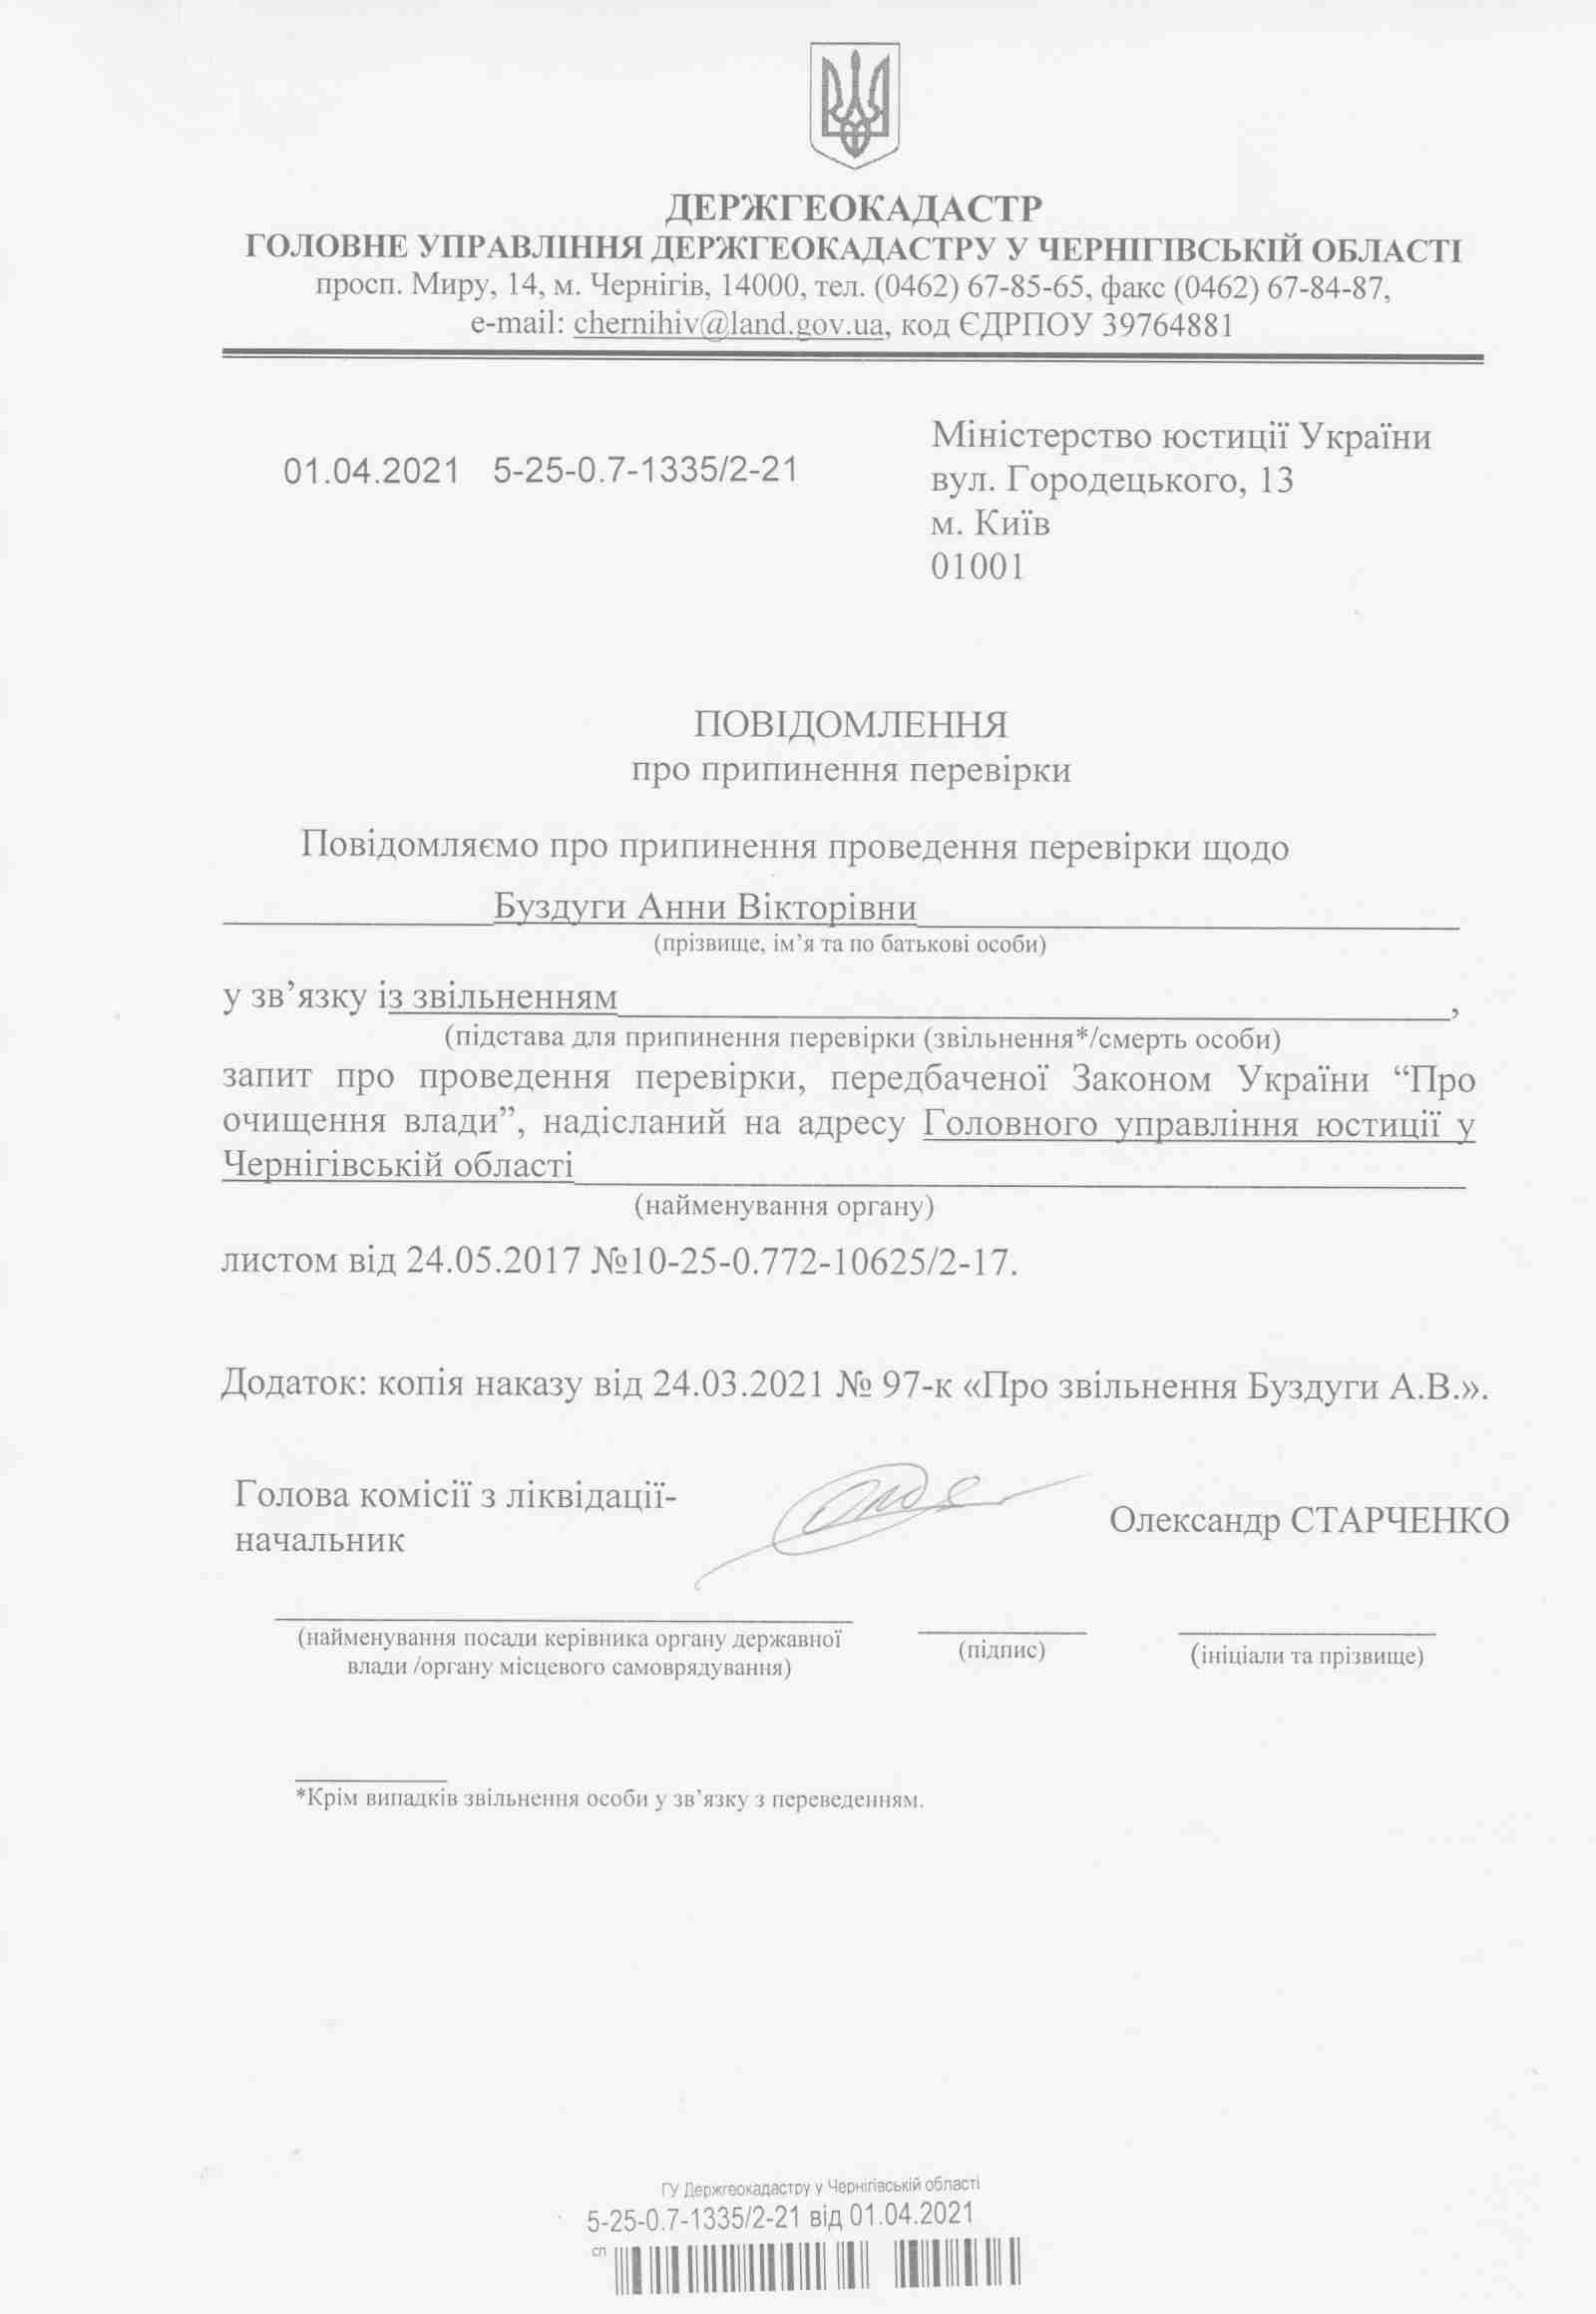 ДЕРЖГЕОКАДАСТР
ГОЛОВНЕ УПРАВЛІННЯ ДЕРЖГЕОКАДАСТРУ У ЧЕРНІГІВСЬКІЙ ОБЛАСТІ
просп. Миру, 14, м. Чернігів, 14000, тел. (0462) 67-85-65, факс (0462) 67-84-87,
e-mail: chernihiv@land.gov.ua, код ЄДРПОУ 39764881
01.04.2021 5-25-0.7-1335/2-21
Міністерство юстиції України
вул. Городецького, 13
м. Київ
01001
ПОВІДОМЛЕННЯ
про припинення перевірки
Повідомляємо про припинення проведення перевірки щодо
Буздуги Анни Вікторівни
(прізвище, ім’я та по батькові особи)
у зв’язку із звільненням,
(підстава для припинення перевірки (звільнення*/смерть особи)
запит про проведення перевірки, передбаченої Законом України “Про
очищення влади”, надісланий на адресу Головного управління юстиції у
Чернігівській області
(найменування органу)
листом від 24.05.2017 №10-25-0.772-10625/2-17.
Додаток: копія наказу від 24.03.2021 № 97-к «Про звільнення Буздуги А.В.».
Голова комісії з ліквідації-
начальник
Олександр СТАРЧЕНКО
(найменування посади керівника органу державної
влади /органу місцевого самоврядування)
(підпис)
(ініціали та прізвище)
*Крім випадків звільнення особи у зв’язку з переведенням.
ГУ Держгеокадастру у Чернігівській області
5-25-0.7-1335/2-21 від 01.04.2021
сп